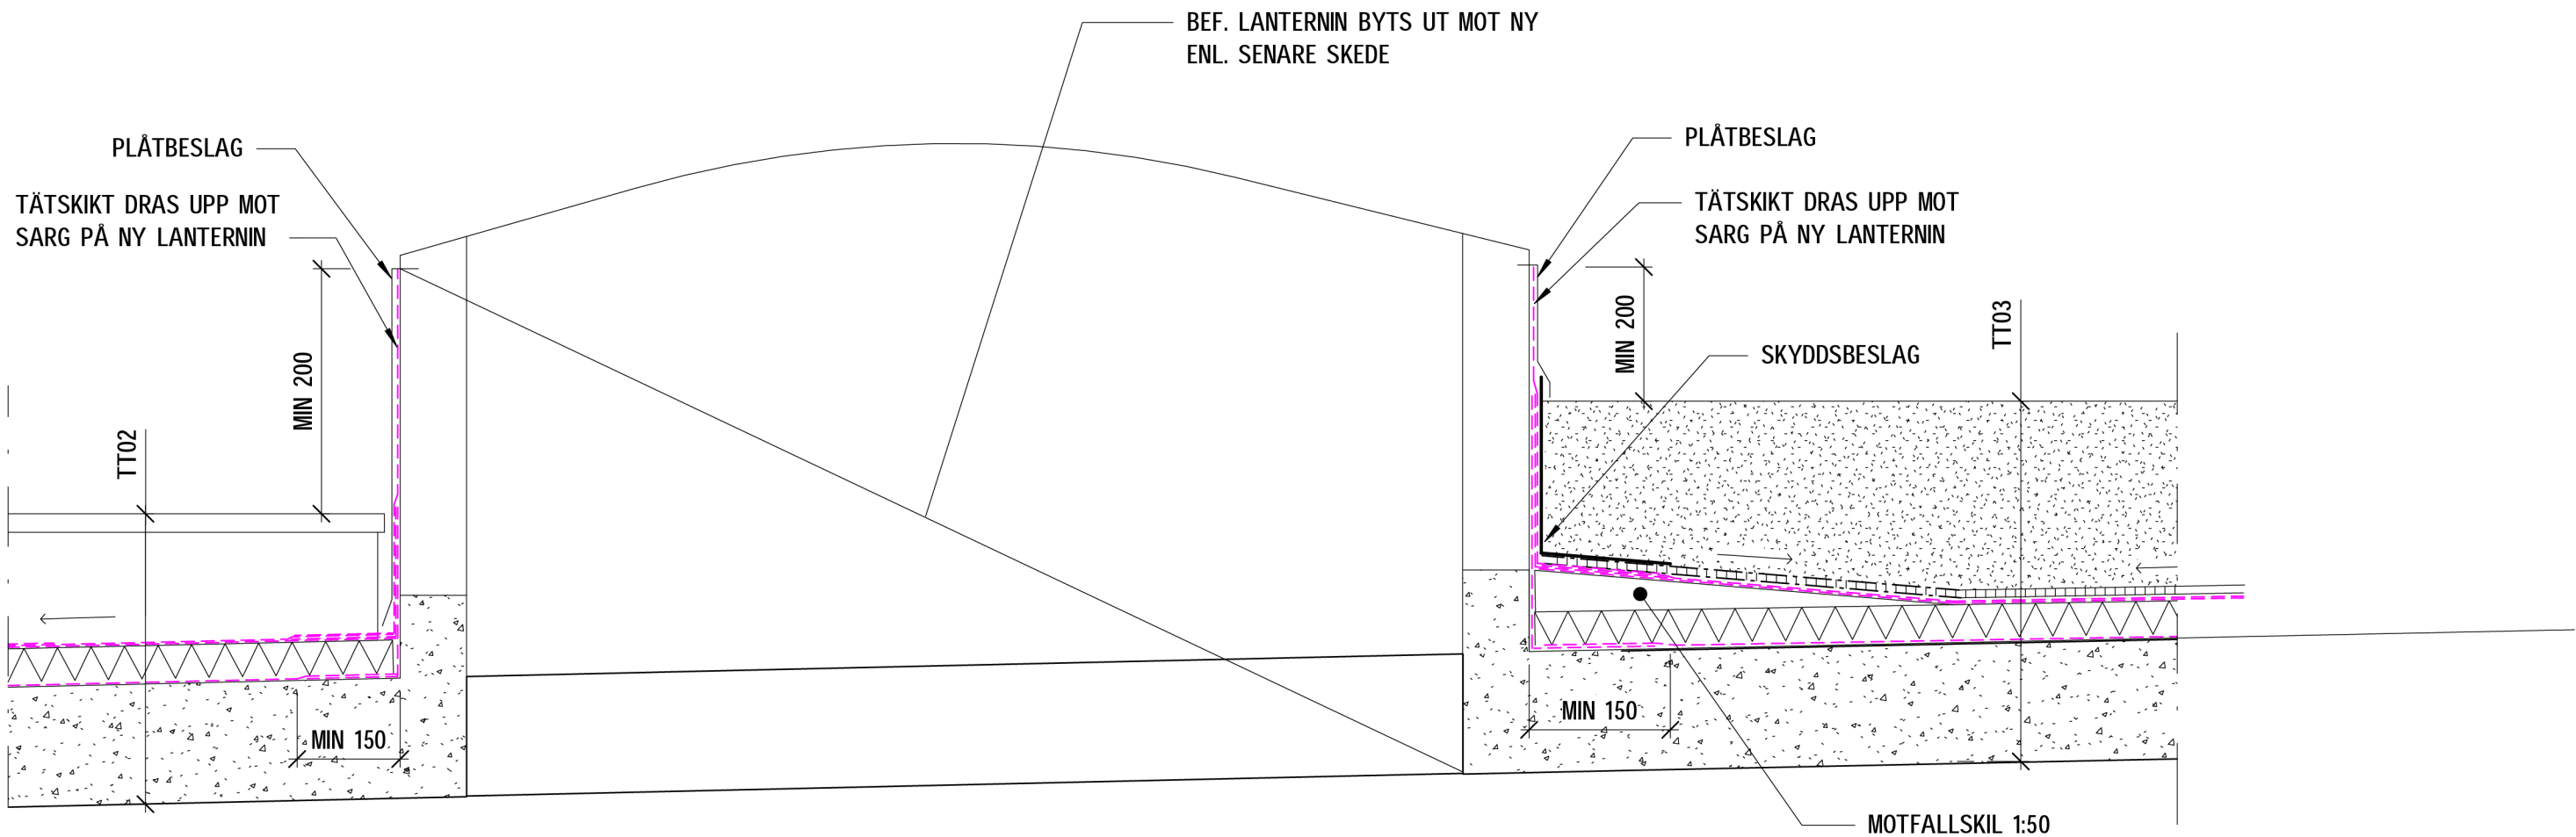 BEF. LANTERNIN BYTS UT MOT NY
ENL. SENARE SKEDE
PLÅTBESLAG
TÄTSKIKT DRAS UPP MOT
SARG PÅ NY LANTERNIN
MIN 200
TT02
MIN 150
PLÅTBESLAG
TÄTSKIKT DRAS UPP MOT
SARG PÅ NY LANTERNIN
MIN 200
TT03
SKYDDSBESLAG
MIN 150
MOTFALLSKIL 1:50